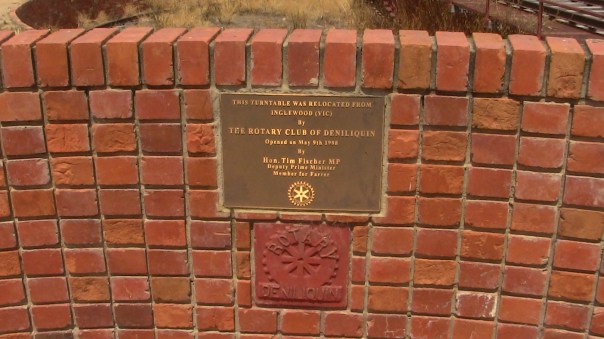 THIS TURNTABLE WAS RELOCATED FROM
INGLEWOOD (VIC)
By
THE ROTARY CLUB OF DENILIQUIN
Opened on May 9th 1998
By
Hon. Tim Fischer MP
Deputy Prime Minister
Member for Farrer
ROTARY
DENILIQUIN